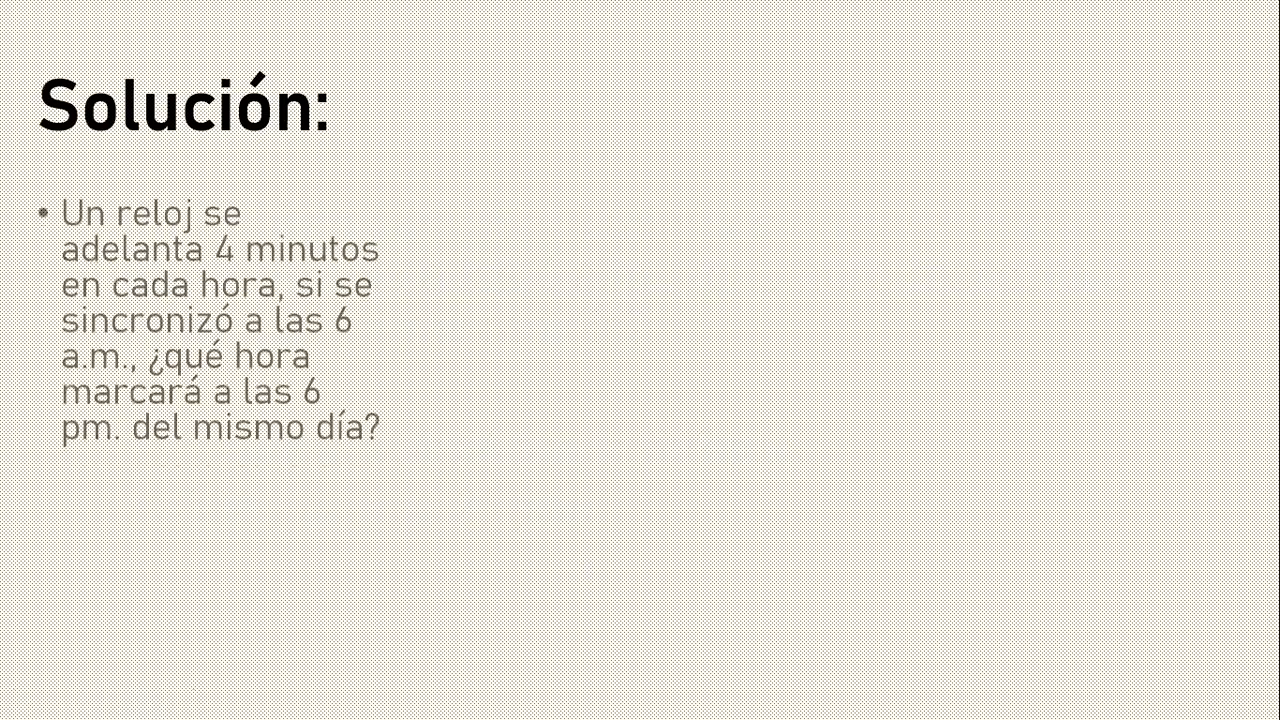 Solución:
• Un reloj se
adelanta 4 minutos
en cada hora, si se
sincronizó a las 6
a.m., ¿qué hora
marcará a las 6
pm. del mismo día?